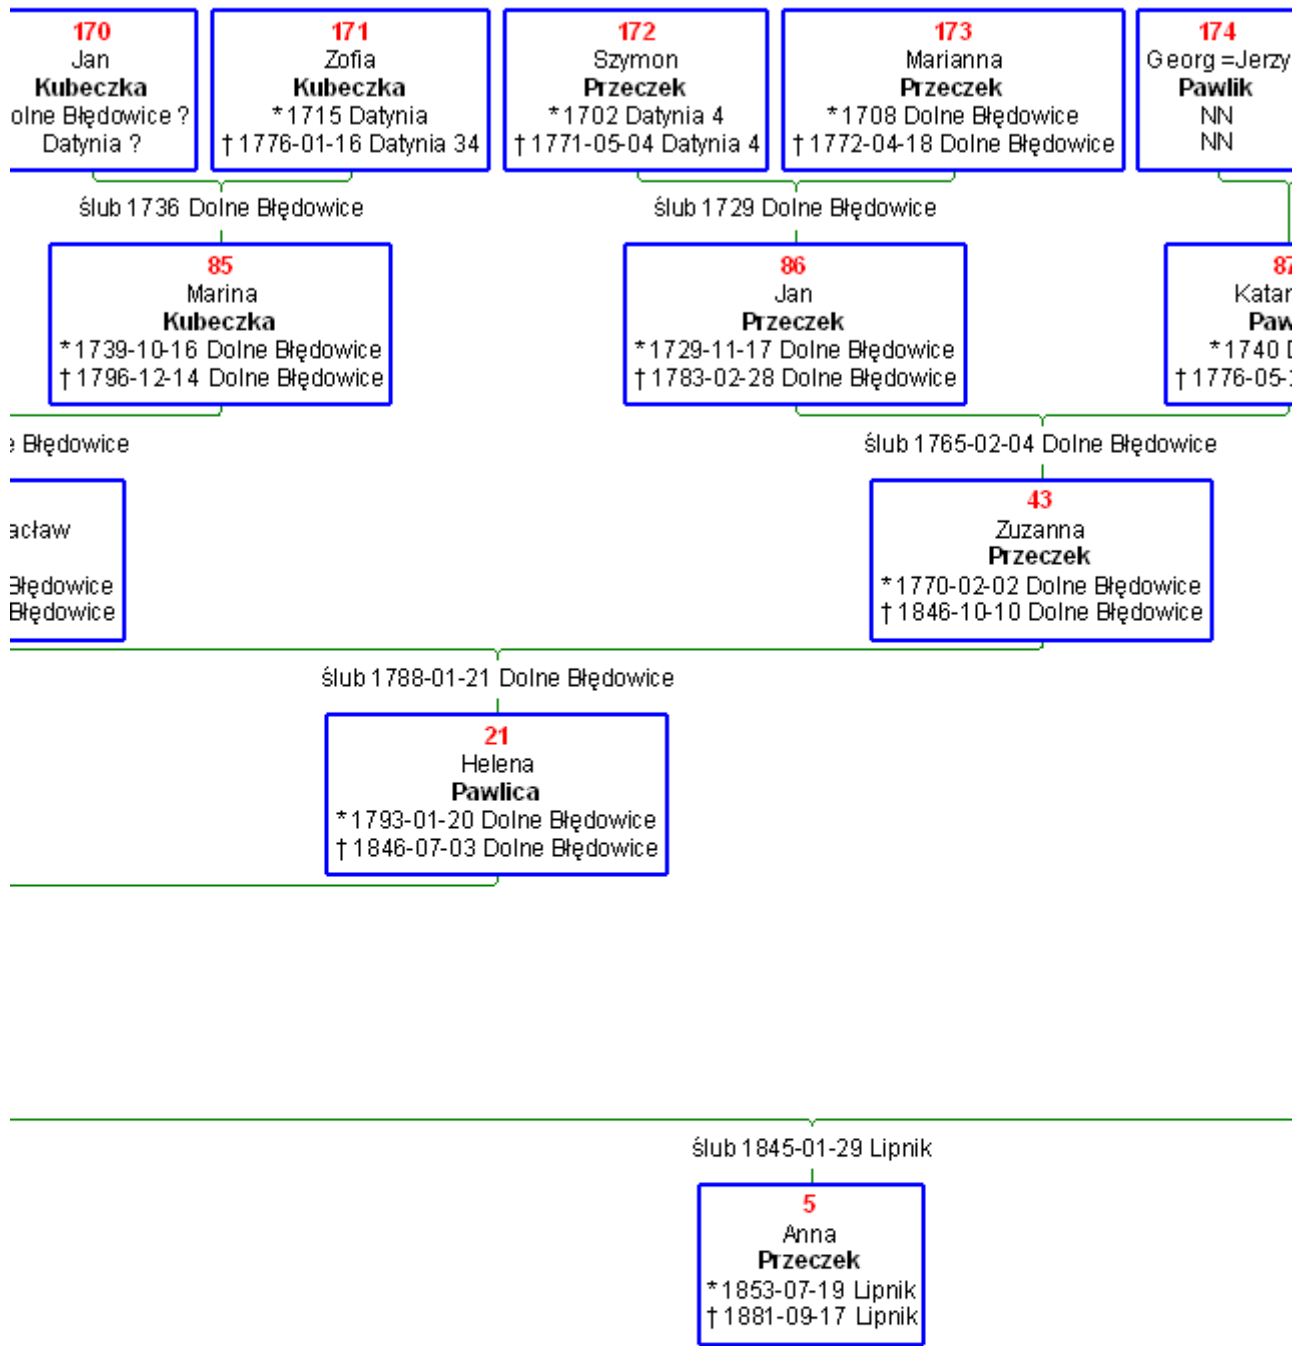 170
Jan
Kubeczka
olne Błędowice ?
Datynia ?
171
Zofia
Kubeczka
*1715 Datynia
†1776-01-16 Datynia 34
172
Szymon
Przeczek
*1702 Datynia 4
†1771-05-04 Datynia 4
173
Marianna
Przeczek
*1708 Dolne Błędowice
†1772-04-18 Dolne Błędowice
174
Georg =Jerzy
Pawlik
NN
NN
ślub 1736 Dolne Błędowice
ślub 1729 Dolne Błędowice
85
Marina
Kubeczka
*1739-10-16 Dolne Błędowice
†1796-12-14 Dolne Błędowice
86
Jan
Przeczek
*1729-11-17 Dolne Błędowice
†1783-02-28 Dolne Błędowice
87
Katar
Paw
*1740 D
†1776-05-
e Błędowice
ślub 1765-02-04 Dolne Błędowice
acław
Błędowice
Błędowice
43
Zuzanna
Przeczek
*1770-02-02 Dolne Błędowice
†1846-10-10 Dolne Błędowice
ślub 1788-01-21 Dolne Błędowice
21
Helena
Pawlica
*1793-01-20 Dolne Błędowice
†1846-07-03 Dolne Błędowice
ślub 1845-01-29 Lipnik
5
Anna
Przeczek
*1853-07-19 Lipnik
†1881-09-17 Lipnik